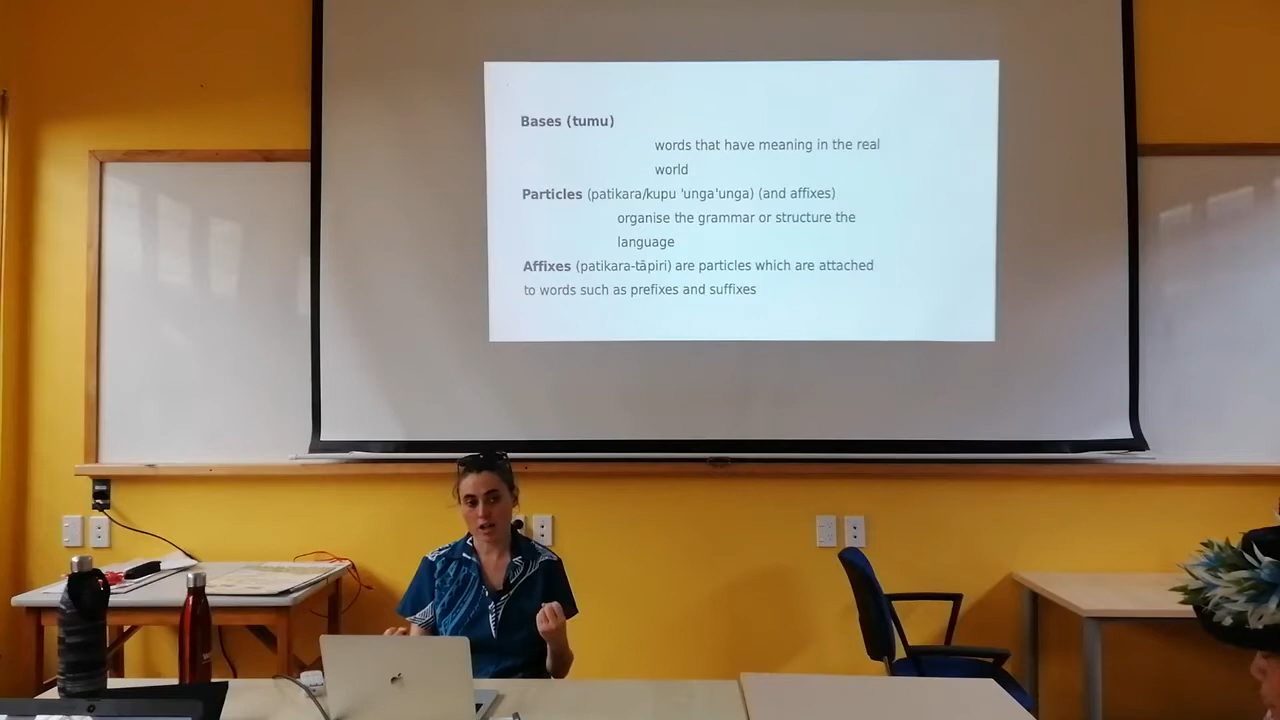 Bases (tumu)
words that have meaning in the real
world
Particles (patikara/kupu 'unga'unga) (and affixes)
organise the grammar or structure the
language
Affixes (patikara-tāpiri) are particles which are attached
to words such as prefixes and suffixes